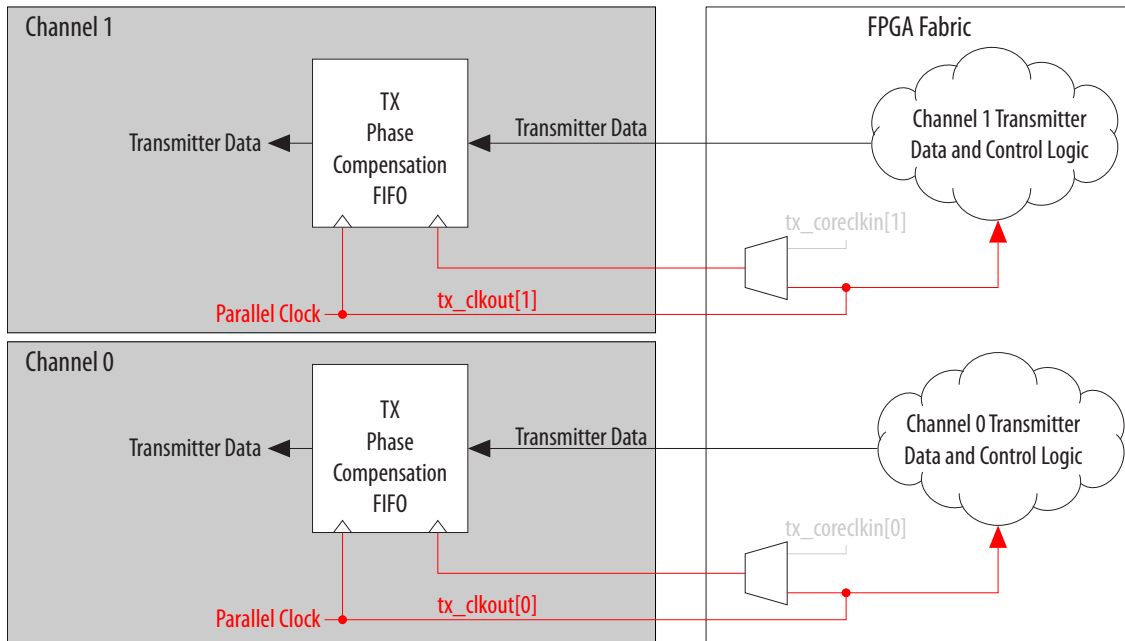 Channel 1
FPGA Fabric
TX
Phase
Compensation
FIFO
Transmitter Data
Transmitter Data
Channel 1 Transmitter
Data and Control Logic
tx_coreclkin[1]
tx_clkout[1]
Parallel Clock
Channel 0
TX
Phase
Compensation
FIFO
Transmitter Data
Transmitter Data
Channel 0 Transmitter
Data and Control Logic
tx_coreclkin[0]
tx_clkout[0]
Parallel Clock